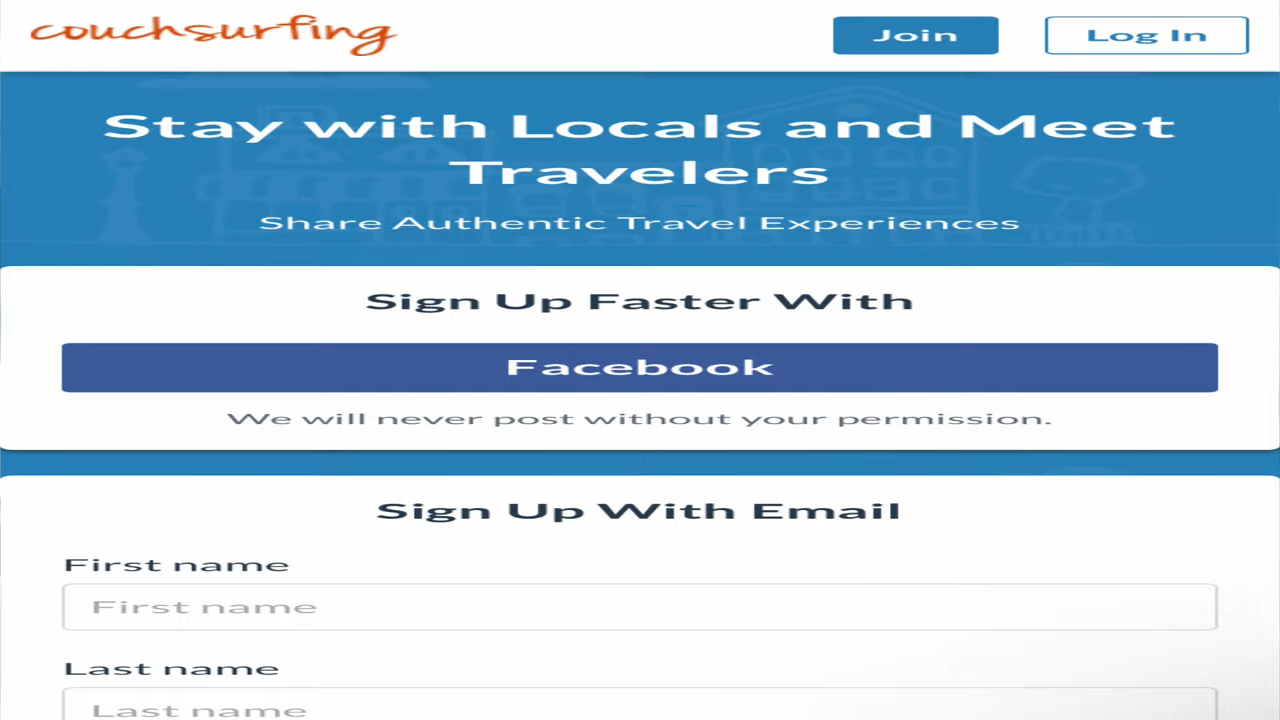 couchsurfing
Join
Log In
Stay with Locals and Meet
Travelers
Share Authentic Travel Experiences
Sign Up Faster With
Facebook
We will never post without your permission.
Sign Up With Email
First name
First name
Last name
Last name